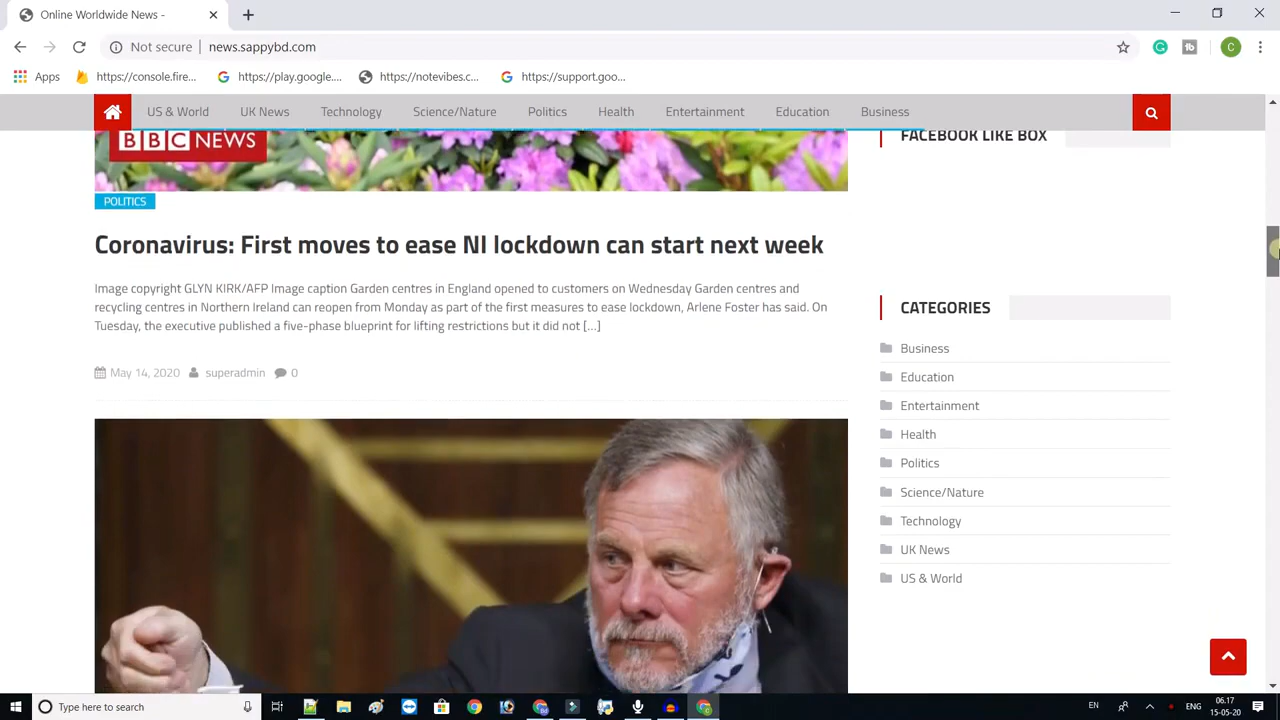 Online Worldwide News -
Not secure
news.sappybd.com
C
Apps
https://console.fire...
https://play.google....
https://notevibes.c...
https://support.goo...
US & World
UK News
Technology
Science/Nature
Politics
Health
Entertainment
Education
Business
BBC NEWS
FACEBOOK LIKE BOX
POLITICS
Coronavirus: First moves to ease NI lockdown can start next week
Image copyright GLYN KIRK/AFP Image caption Garden centres in England opened to customers on Wednesday Garden centres and
recycling centres in Northern Ireland can reopen from Monday as part of the first measures to ease lockdown, Arlene Foster has said. On
Tuesday, the executive published a five-phase blueprint for lifting restrictions but it did not [...]
May 14, 2020
superadmin
0
CATEGORIES
Business
Education
Entertainment
Health
Politics
Science/Nature
Technology
UK News
US & World
Type here to search
EN
ENG
06.17
15-05-20